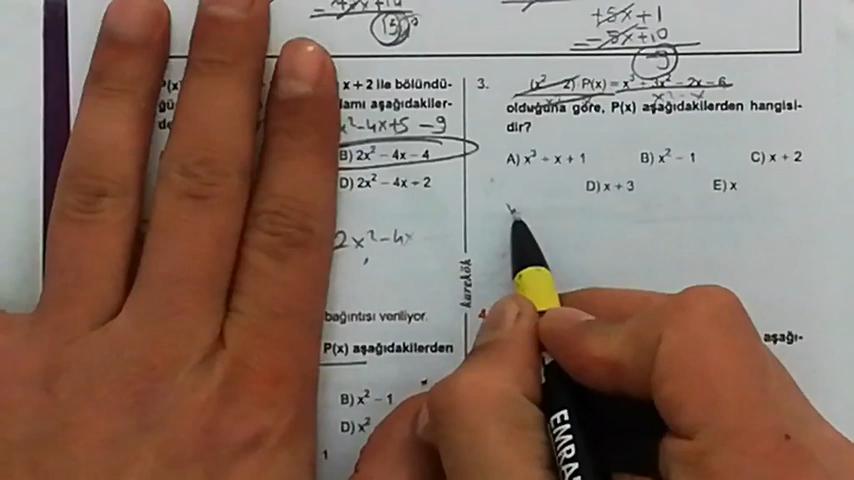 +5x+1
-5x+10
-9
x + 2 ile bölündü-
lamı aşağıdakiler-
x²-4x+5 -9
B) 2x² - 4x - 4
D) 2x² - 4x + 2
2x²-4x
bağıntısı veriliyor.
P(x) aşağıdakilerden
B) x² - 1
D) x²
1
karekök
3. (x² - 2) P(x) = x³ + 3x² - 2x - 6
olduğuna göre, P(x) aşağıdakilerden hangisi-
dir?
A) x³ + x + 1 B) x² - 1 C) x + 2
D) x + 3 E) x
4.
aşağı-
EMRA